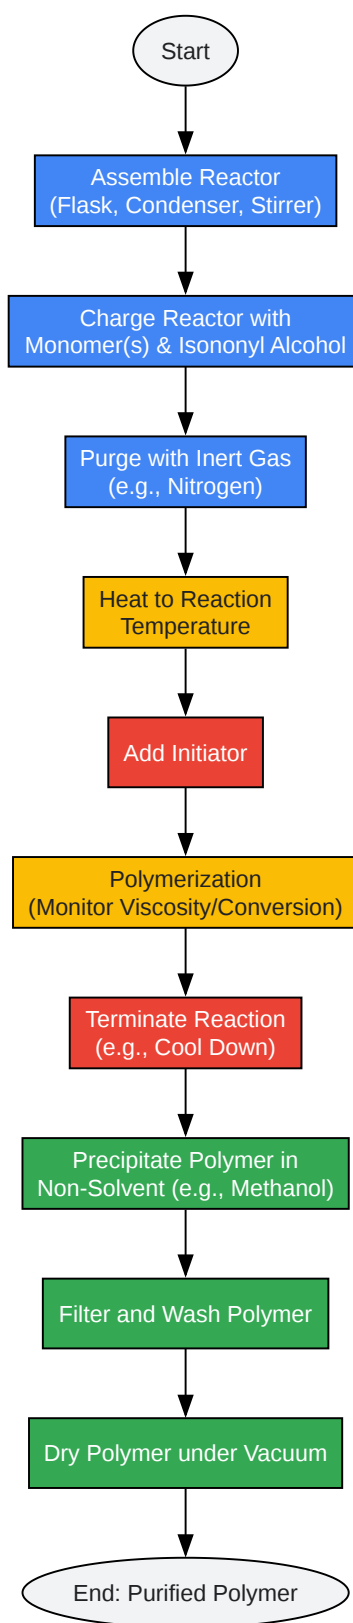 Start
Assemble Reactor
(Flask, Condenser, Stirrer)
Charge Reactor with
Monomer(s) & Isononyl Alcohol
Purge with Inert Gas
(e.g., Nitrogen)
Heat to Reaction
Temperature
Add Initiator
Polymerization
(Monitor Viscosity/Conversion)
Terminate Reaction
(e.g., Cool Down)
Precipitate Polymer in
Non-Solvent (e.g., Methanol)
Filter and Wash Polymer
Dry Polymer under Vacuum
End: Purified Polymer